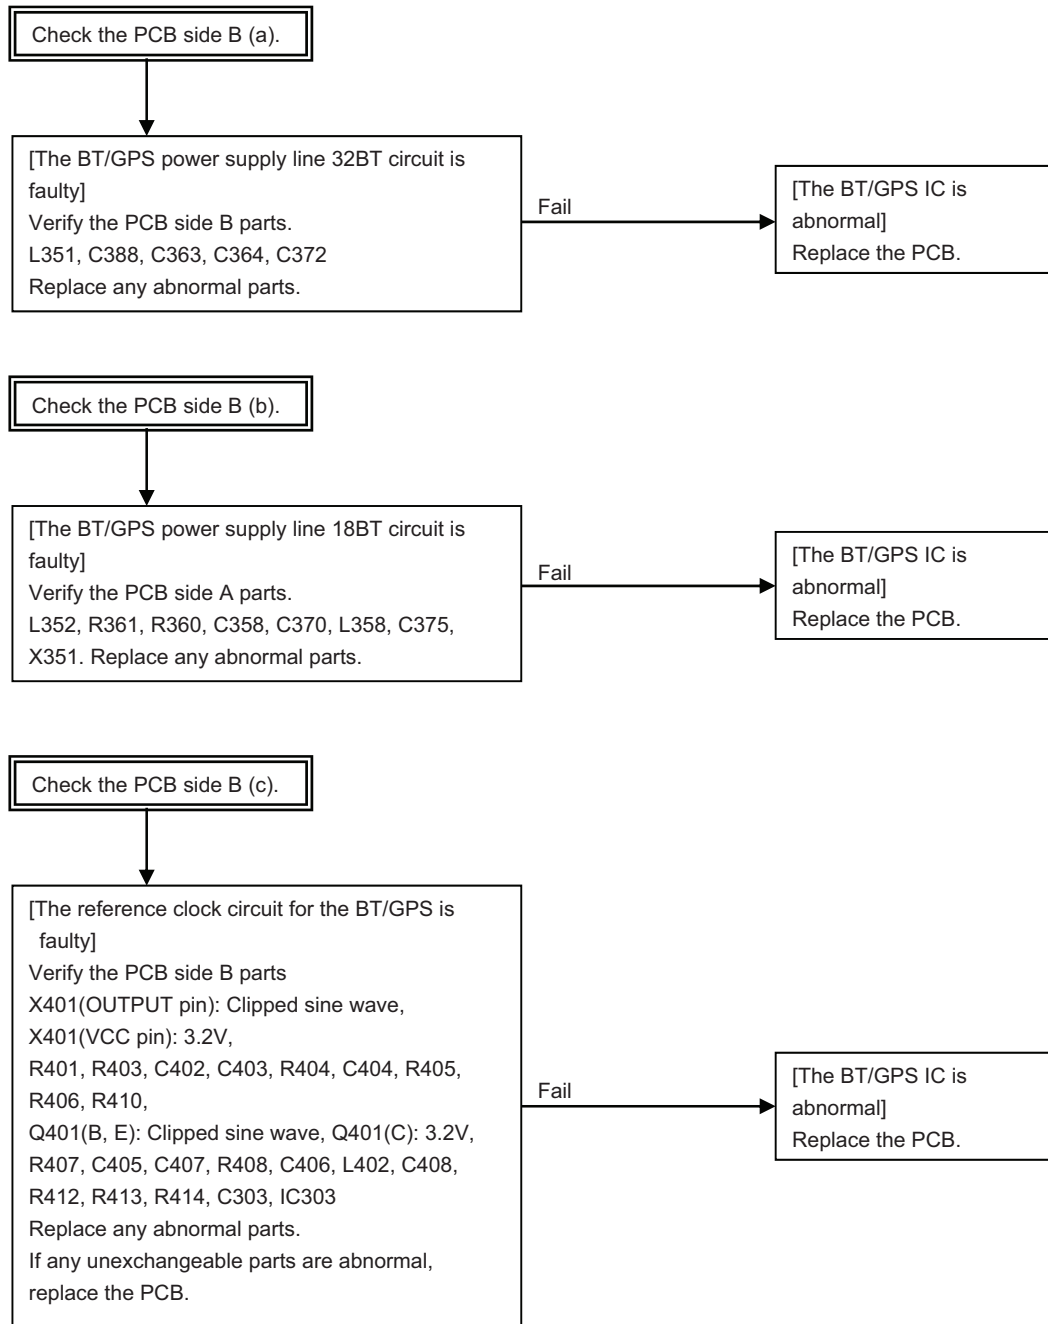 Check the PCB side B (a).
[The BT/GPS power supply line 32BT circuit is
faulty]
Verify the PCB side B parts.
L351, C388, C363, C364, C372
Replace any abnormal parts.
Fail
[The BT/GPS IC is
abnormal]
Replace the PCB.
Check the PCB side B (b).
[The BT/GPS power supply line 18BT circuit is
faulty]
Verify the PCB side A parts.
L352, R361, R360, C358, C370, L358, C375,
X351. Replace any abnormal parts.
Fail
[The BT/GPS IC is
abnormal]
Replace the PCB.
Check the PCB side B (c).
[The reference clock circuit for the BT/GPS is
faulty]
Verify the PCB side B parts
X401(OUTPUT pin): Clipped sine wave,
X401(VCC pin): 3.2V,
R401, R403, C402, C403, R404, C404, R405,
R406, R410,
Q401(B, E): Clipped sine wave, Q401(C): 3.2V,
R407, C405, C407, R408, C406, L402, C408,
R412, R413, R414, C303, IC303
Replace any abnormal parts.
If any unexchangeable parts are abnormal,
replace the PCB.
Fail
[The BT/GPS IC is
abnormal]
Replace the PCB.